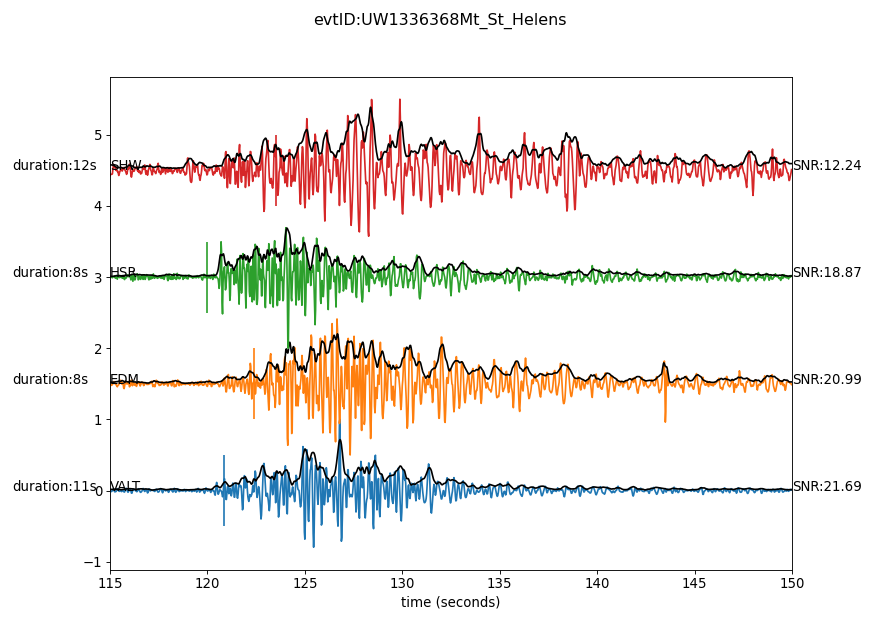 evtID:UW1336368Mt_St_Helens
5
duration:12s SHW SNR:12.24
4
duration:8s 3 HSR SNR:18.87
2
duration:8s EDM SNR:20.99
1
duration:11s 0 VALT SNR:21.69
−1
115 120 125 130 135 140 145 150
time (seconds)